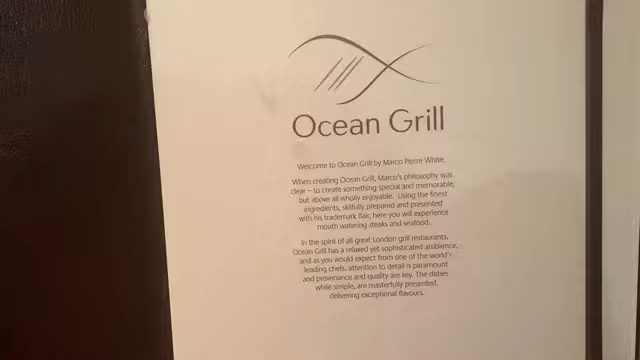 Ocean Grill
Welcome to Ocean Grill by Marco Pierre White,
When creating Ocean Grill, Marco's philosophy was
clear – to create something special and memorable,
but above all wholly enjoyable. Using the finest
ingredients, skilfully prepared and presented
with his trademark flair, here you will experience
mouth watering steaks and seafood.
In the spirit of all great London grill restaurants,
Ocean Grill has a relaxed yet sophisticated ambience,
and as you would expect from one of the world's
leading chefs, attention to detail is paramount
and provenance and quality are key. The dishes
while simple, are masterfully presented,
delivering exceptional flavours.